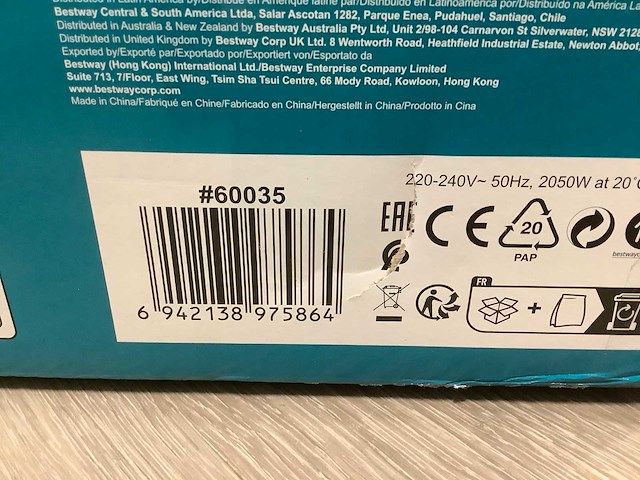 Distributed in Latin America by/Distribué en Amérique latine par/Distribuido en Latinoamérica por/Distribuído na América
Bestway Central & South America Ltda, Salar Ascotan 1282, Parque Enea, Pudahuel, Santiago, Chile
Distributed in Australia & New Zealand by Bestway Australia Pty Ltd, Unit 2/98-104 Carnarvon St Silverwater, NSW 2128
Distributed in United Kingdom by Bestway Corp UK Ltd. 8 Wentworth Road, Heathfield Industrial Estate, Newton Abbot,
Exported by/Exporté par/Exportado por/Exportiert von/Esportato da
Bestway (Hong Kong) International Ltd./Bestway Enterprise Company Limited
Suite 713, 7/Floor, East Wing, Tsim Sha Tsui Centre, 66 Mody Road, Kowloon, Hong Kong
www.bestwaycorp.com
Made in China/Fabriqué en Chine/Fabricado en China/Hergestellt in China/Prodotto in Cina
220-240V~ 50Hz, 2050W at 20°
#60035
EAC CE 20
PAP
6 942138 975864
FR
+